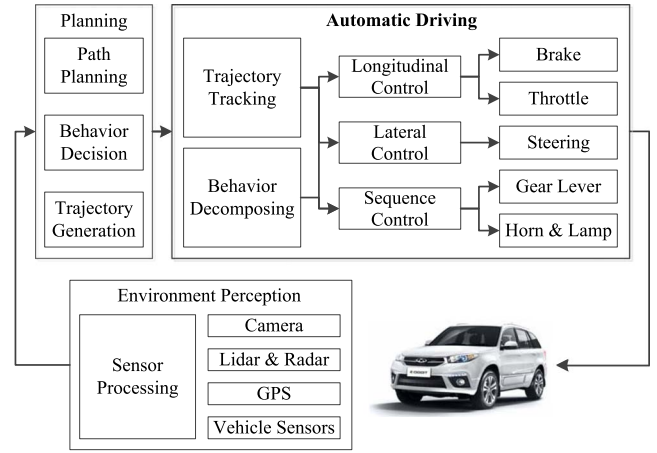 Planning
Path
Planning
Behavior
Decision
Trajectory
Generation
Automatic Driving
Trajectory
Tracking
Behavior
Decomposing
Longitudinal
Control
Lateral
Control
Sequence
Control
Brake
Throttle
Steering
Gear Lever
Horn & Lamp
Environment Perception
Sensor
Processing
Camera
Lidar & Radar
GPS
Vehicle Sensors